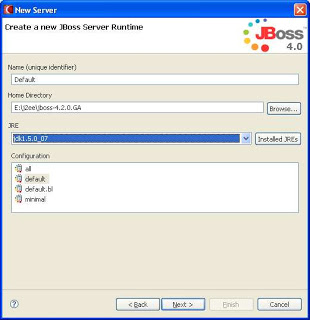 New Server
Create a new JBoss Server Runtime
JBoss
4.0
Name (unique identifier)
Default
Home Directory
E:\j2ee\jboss-4.2.0.GA
Browse...
JRE
jdk1.5.0_07
Installed JREs
Configuration
all
default
default.bl
minimal
?
< Back
Next >
Finish
Cancel